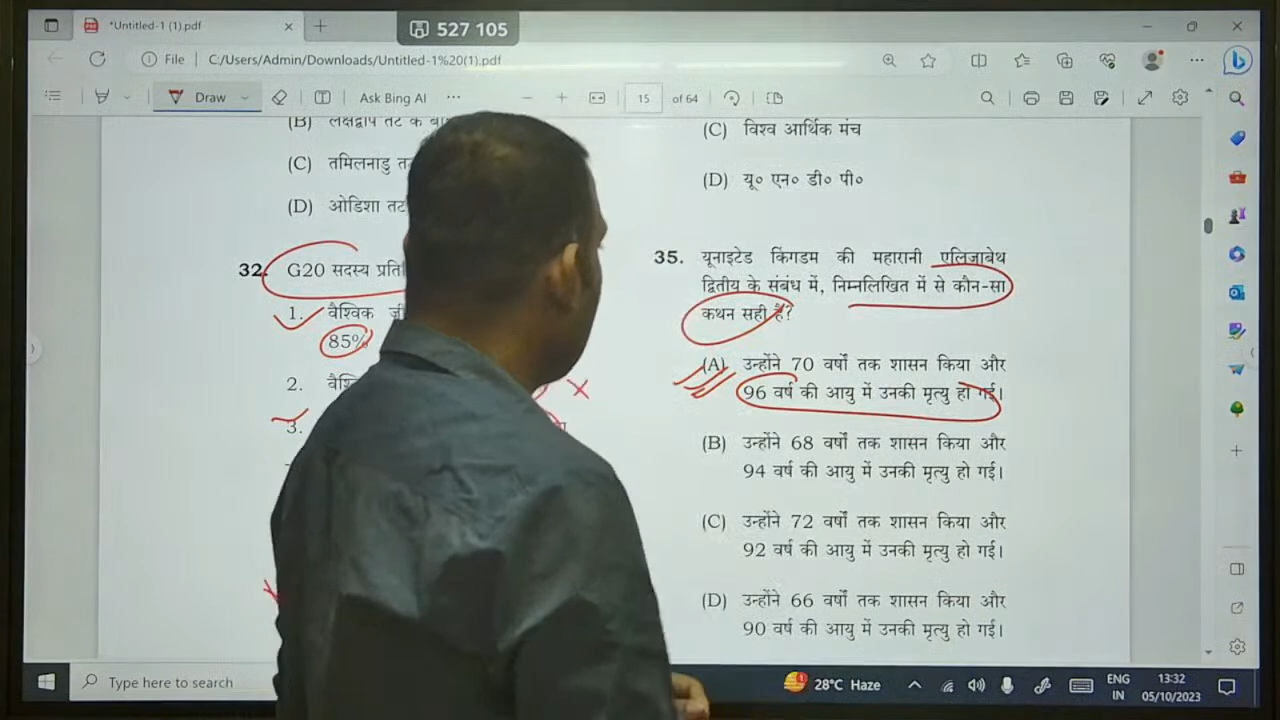 *Untitled-1 (1).pdf
527 105
File C:/Users/Admin/Downloads/Untitled-1%20(1).pdf
Draw Ask Bing AI 15 of 64
(B) लक्षद्वीप तट के
(C) तमिलनाडु
(D) ओडिशा तट
32. G20 सदस्य
1. वैश्विक
85%
2.
3.
(C) विश्व आर्थिक मंच
(D) यू० एन० डी० पी०
35. यूनाइटेड किंगडम की महारानी एलिजाबेथ
द्वितीय के संबंध में, निम्नलिखित में से कौन-सा
कथन सही है?
(A) उन्होंने 70 वर्षों तक शासन किया और
96 वर्ष की आयु में उनकी मृत्यु हो गई।
(B) उन्होंने 68 वर्षों तक शासन किया और
94 वर्ष की आयु में उनकी मृत्यु हो गई।
(C) उन्होंने 72 वर्षों तक शासन किया और
92 वर्ष की आयु में उनकी मृत्यु हो गई।
(D) उन्होंने 66 वर्षों तक शासन किया और
90 वर्ष की आयु में उनकी मृत्यु हो गई।
Type here to search
28°C Haze
ENG
IN
13:32
05/10/2023